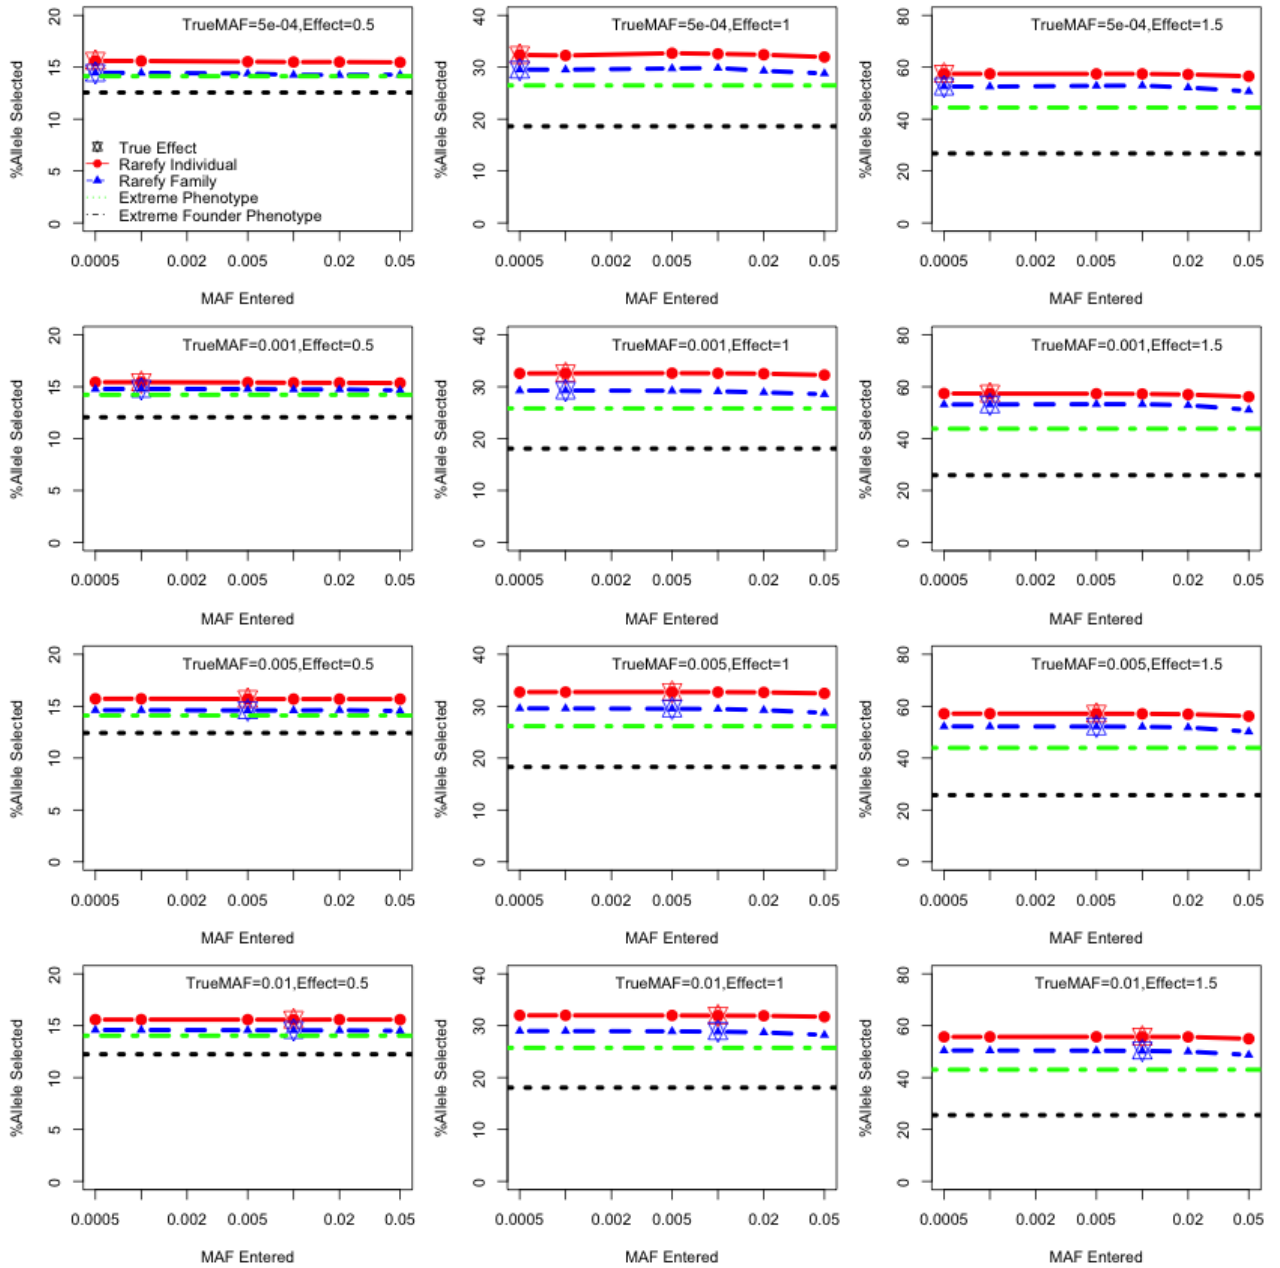 TrueMAF=5e-04,Effect=0.5
%Allele Selected
20
15
10
5
0
True Effect
Rarefy Individual
Rarefy Family
Extreme Phenotype
Extreme Founder Phenotype
0.0005 0.002 0.005 0.02 0.05
MAF Entered
TrueMAF=5e-04,Effect=1
%Allele Selected
40
30
20
10
0
0.0005 0.002 0.005 0.02 0.05
MAF Entered
TrueMAF=5e-04,Effect=1.5
%Allele Selected
80
60
40
20
0
0.0005 0.002 0.005 0.02 0.05
MAF Entered
TrueMAF=0.001,Effect=0.5
%Allele Selected
20
15
10
5
0
0.0005 0.002 0.005 0.02 0.05
MAF Entered
TrueMAF=0.001,Effect=1
%Allele Selected
40
30
20
10
0
0.0005 0.002 0.005 0.02 0.05
MAF Entered
TrueMAF=0.001,Effect=1.5
%Allele Selected
80
60
40
20
0
0.0005 0.002 0.005 0.02 0.05
MAF Entered
TrueMAF=0.005,Effect=0.5
%Allele Selected
20
15
10
5
0
0.0005 0.002 0.005 0.02 0.05
MAF Entered
TrueMAF=0.005,Effect=1
%Allele Selected
40
30
20
10
0
0.0005 0.002 0.005 0.02 0.05
MAF Entered
TrueMAF=0.005,Effect=1.5
%Allele Selected
80
60
40
20
0
0.0005 0.002 0.005 0.02 0.05
MAF Entered
TrueMAF=0.01,Effect=0.5
%Allele Selected
20
15
10
5
0
0.0005 0.002 0.005 0.02 0.05
MAF Entered
TrueMAF=0.01,Effect=1
%Allele Selected
40
30
20
10
0
0.0005 0.002 0.005 0.02 0.05
MAF Entered
TrueMAF=0.01,Effect=1.5
%Allele Selected
80
60
40
20
0
0.0005 0.002 0.005 0.02 0.05
MAF Entered